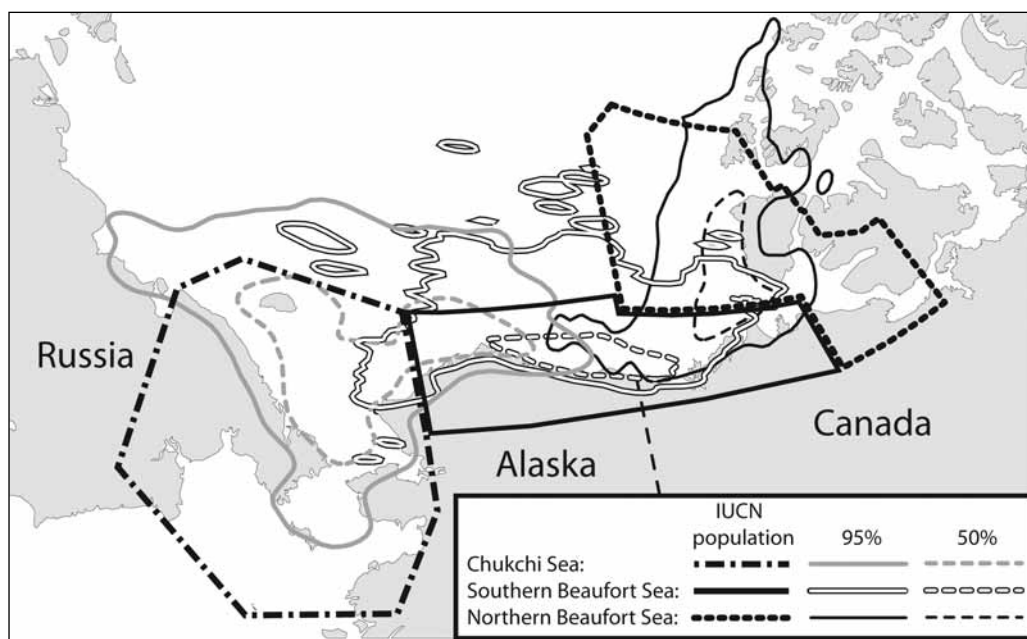 Russia
Alaska
Canada
IUCN
population 95% 50%
Chukchi Sea:
Southern Beaufort Sea:
Northern Beaufort Sea: